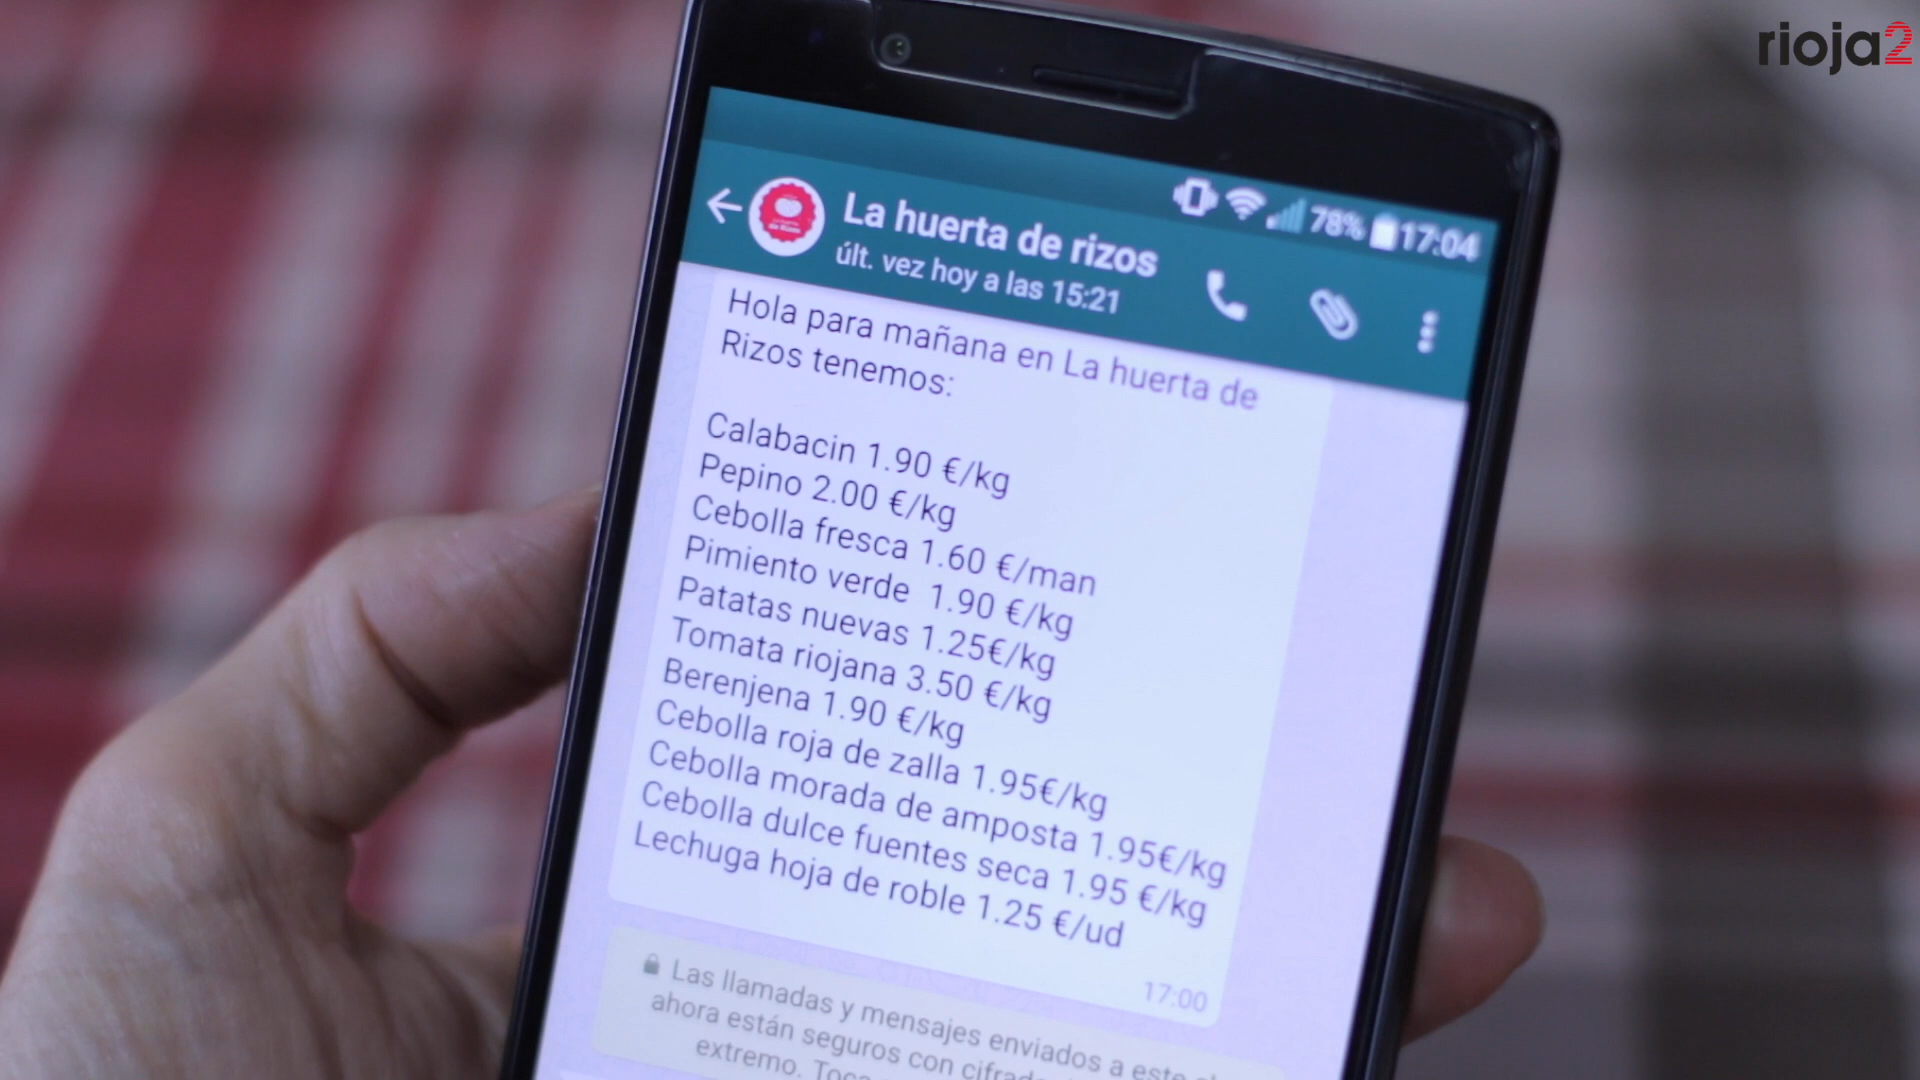 rioja2
78% 17:04
La huerta de rizos
últ. vez hoy a las 15:21
Hola para mañana en La huerta de
Rizos tenemos:
Calabacin 1.90 €/kg
Pepino 2.00 €/kg
Cebolla fresca 1.60 €/man
Pimiento verde 1.90 €/kg
Patatas nuevas 1.25€/kg
Tomata riojana 3.50 €/kg
Berenjena 1.90 €/kg
Cebolla roja de zalla 1.95€/kg
Cebolla morada de amposta 1.95€/kg
Cebolla dulce fuentes seca 1.95 €/kg
Lechuga hoja de roble 1.25 €/ud
17:00
Las llamadas y mensajes enviados a este
ahora están seguros con
extremo.